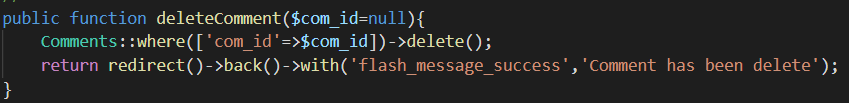 public function deleteComment($com_id=null){
    Comments::where(['com_id'=>$com_id])->delete();
    return redirect()->back()->with('flash_message_success','Comment has been delete');
}